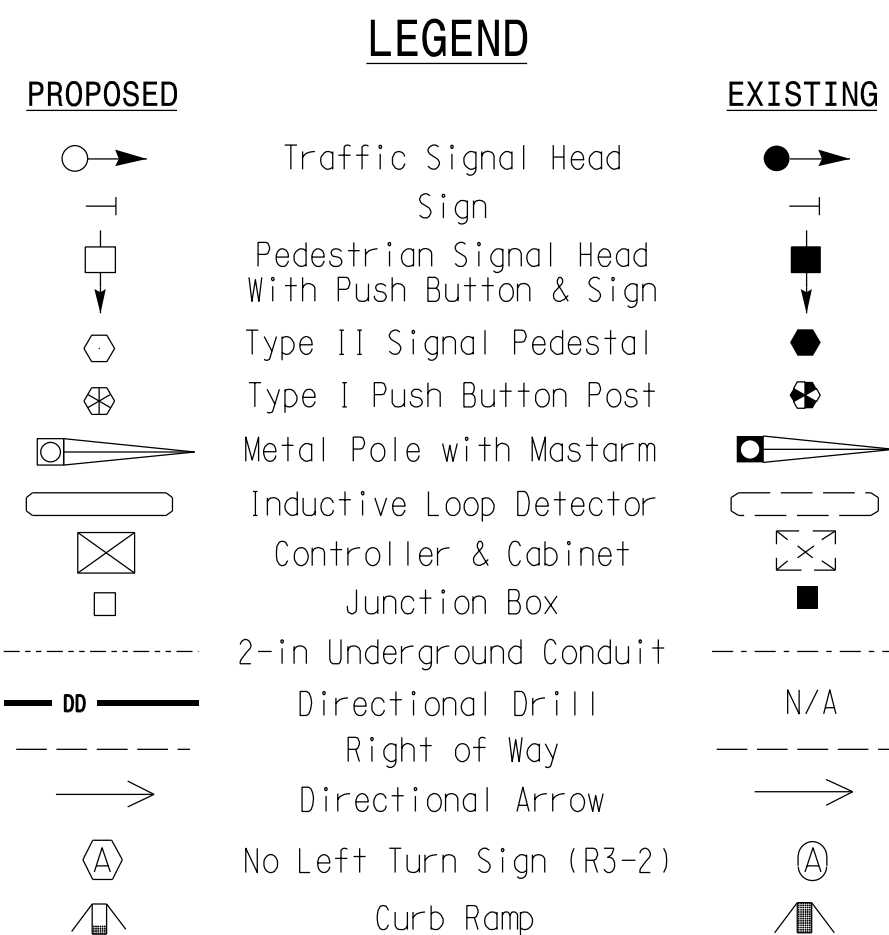 LEGEND
PROPOSED EXISTING
Traffic Signal Head
Sign
Pedestrian Signal Head
With Push Button & Sign
Type II Signal Pedestal
Type I Push Button Post
Metal Pole with Mastarm
Inductive Loop Detector
Controller & Cabinet
Junction Box
2-in Underground Conduit
DD Directional Drill N/A
Right of Way
Directional Arrow
A No Left Turn Sign (R3-2) A
Curb Ramp